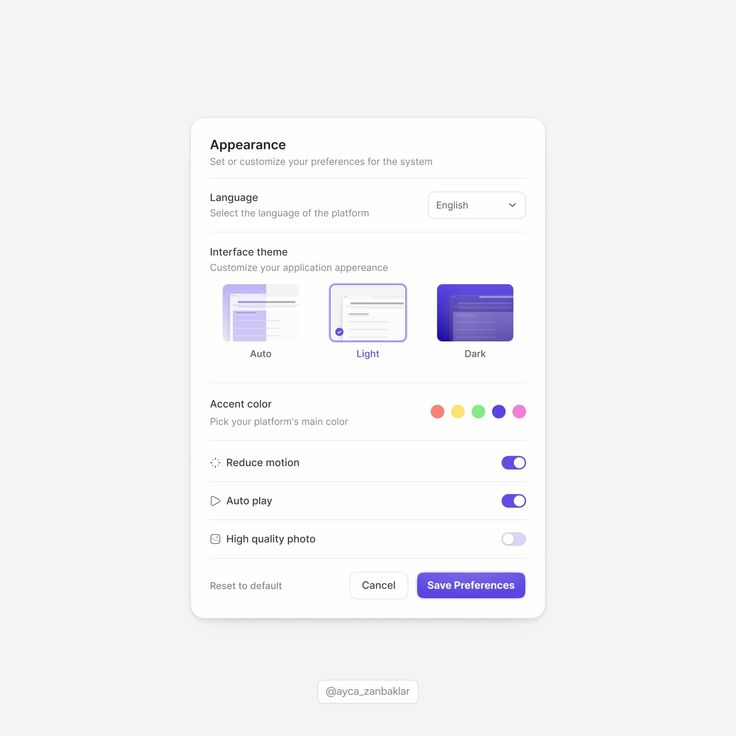 Appearance
Set or customize your preferences for the system
Language
Select the language of the platform
English
Interface theme
Customize your application appereance
Auto
Light
Dark
Accent color
Pick your platform's main color
Reduce motion
Auto play
High quality photo
Reset to default
Cancel
Save Preferences
@ayca_zanbaklar